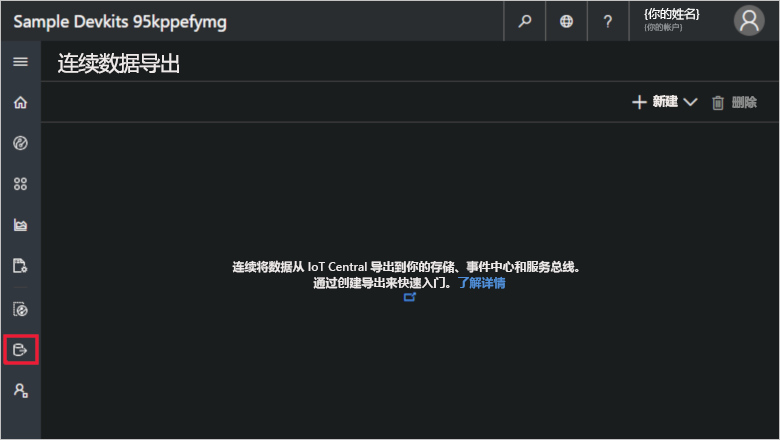 Sample Devkits 95kppefymg
?
{你的姓名}
(你的帐户)
连续数据导出
新建
删除
连续将数据从 IoT Central 导出到你的存储、事件中心和服务总线。
通过创建导出来快速入门。了解详情